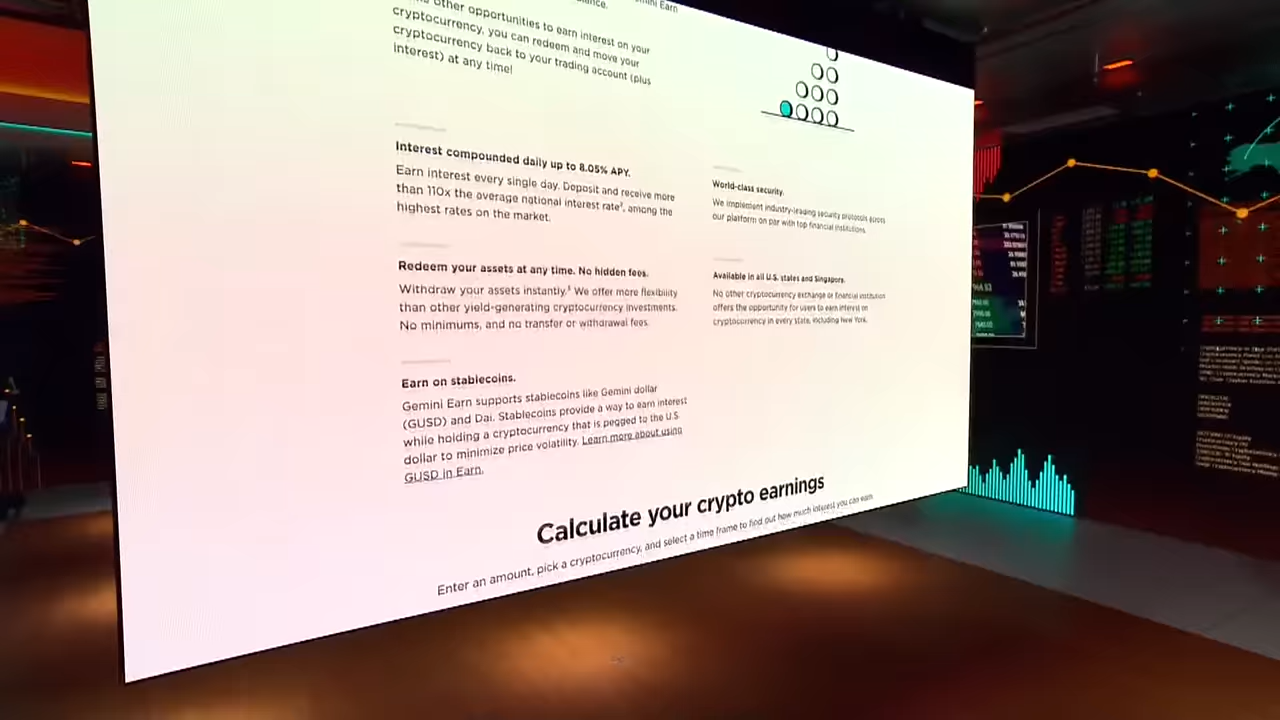 other opportunities to earn interest on your
cryptocurrency, you can redeem and move your
cryptocurrency back to your trading account (plus
interest) at any time!
Interest compounded daily up to 8.05% APY.
Earn interest every single day. Deposit and receive more
than 110x the average national interest rate², among the
highest rates on the market.
Redeem your assets at any time. No hidden fees.
Withdraw your assets instantly.³ We offer more flexibility
than other yield-generating cryptocurrency investments.
No minimums, and no transfer or withdrawal fees.
Earn on stablecoins.
Gemini Earn supports stablecoins like Gemini dollar
(GUSD) and Dai. Stablecoins provide a way to earn interest
while holding a cryptocurrency that is pegged to the U.S
dollar to minimize price volatility. Learn more about using
GUSD in Earn.
World-class security.
We implement industry-leading security protocols across
our platform on par with top financial institutions.
Available in all U.S. states and Singapore.
No other cryptocurrency exchange or financial institution
offers the opportunity for users to earn interest on
cryptocurrency in every state, including New York.
Calculate your crypto earnings
Enter an amount, pick a cryptocurrency, and select a time frame to find out how much interest you can earn